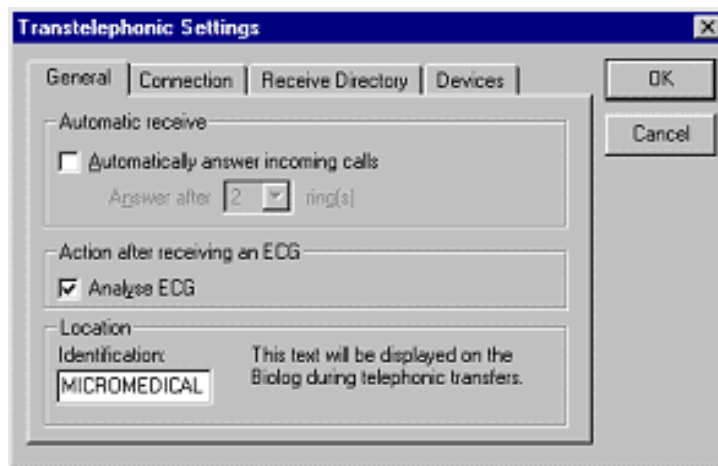 Transtelephonic Settings
General Connection Receive Directory Devices
OK
Cancel
Automatic receive
Automatically answer incoming calls
Answer after 2 ring(s)
Action after receiving an ECG
Analyse ECG
Location
Identification:
MICROMEDICAL
This text will be displayed on the
Biolog during telephonic transfers.